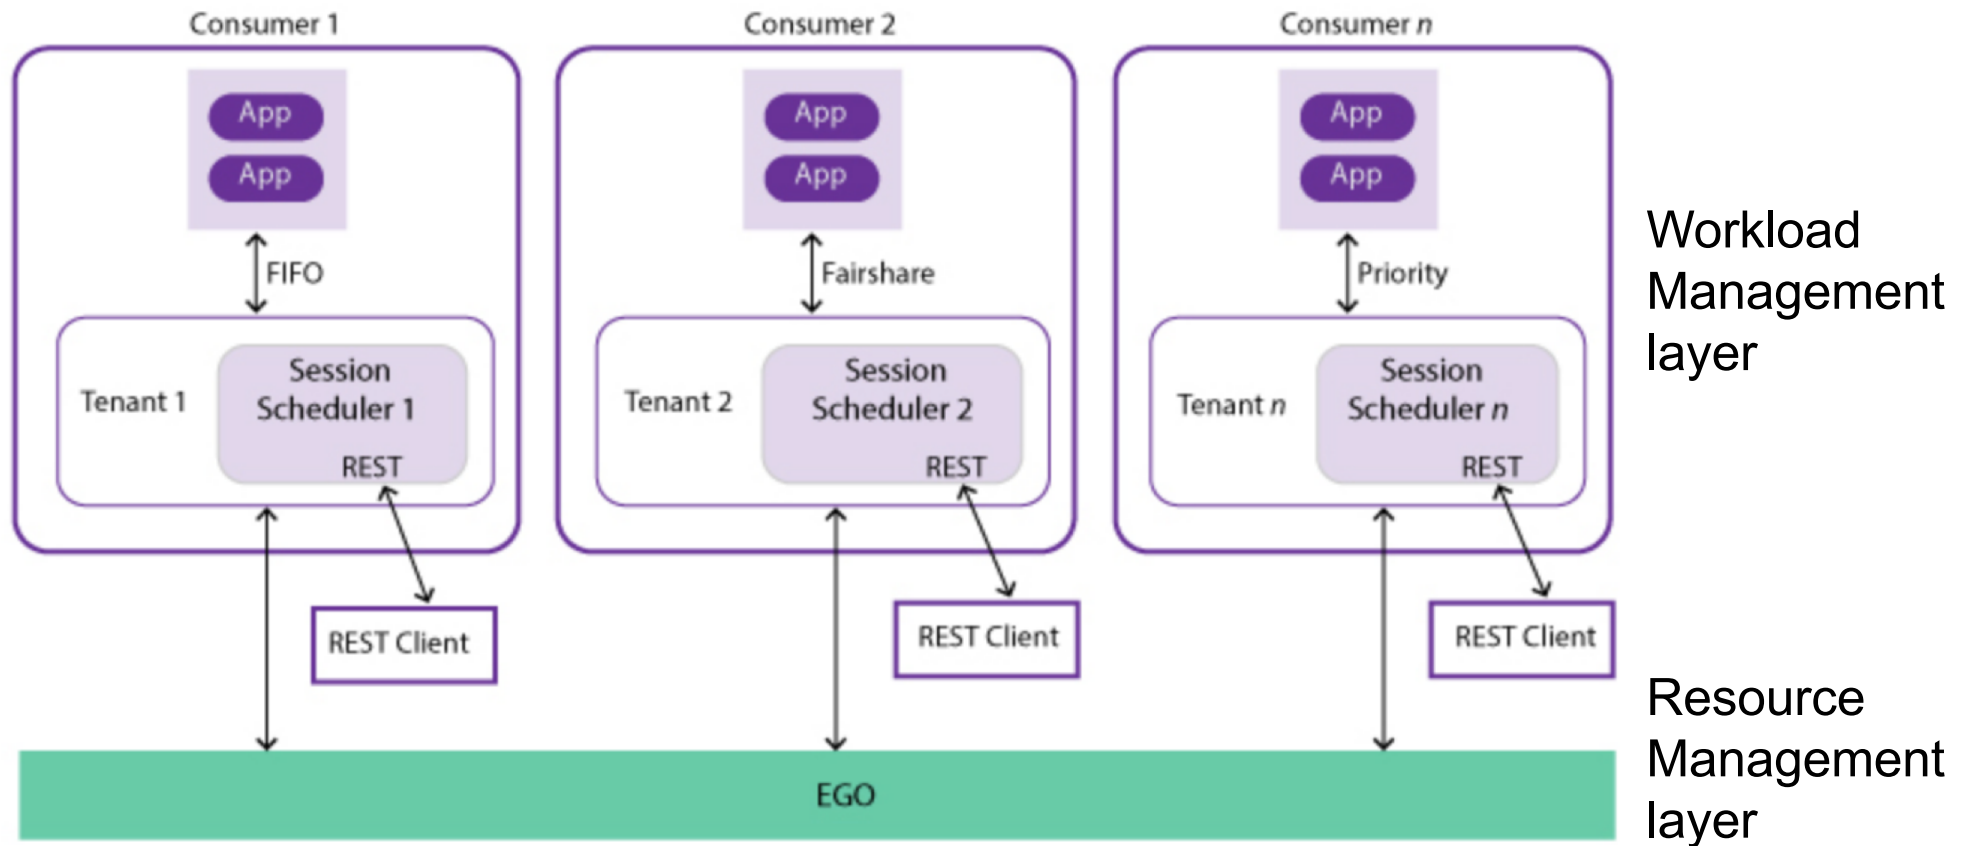 Consumer 1
Consumer 2
Consumer n
App
App
App
App
App
App
FIFO
Fairshare
Priority
Workload
Management
layer
Tenant 1
Session
Scheduler 1
REST
Tenant 2
Session
Scheduler 2
REST
Tenant n
Session
Scheduler n
REST
REST Client
REST Client
REST Client
Resource
Management
layer
EGO